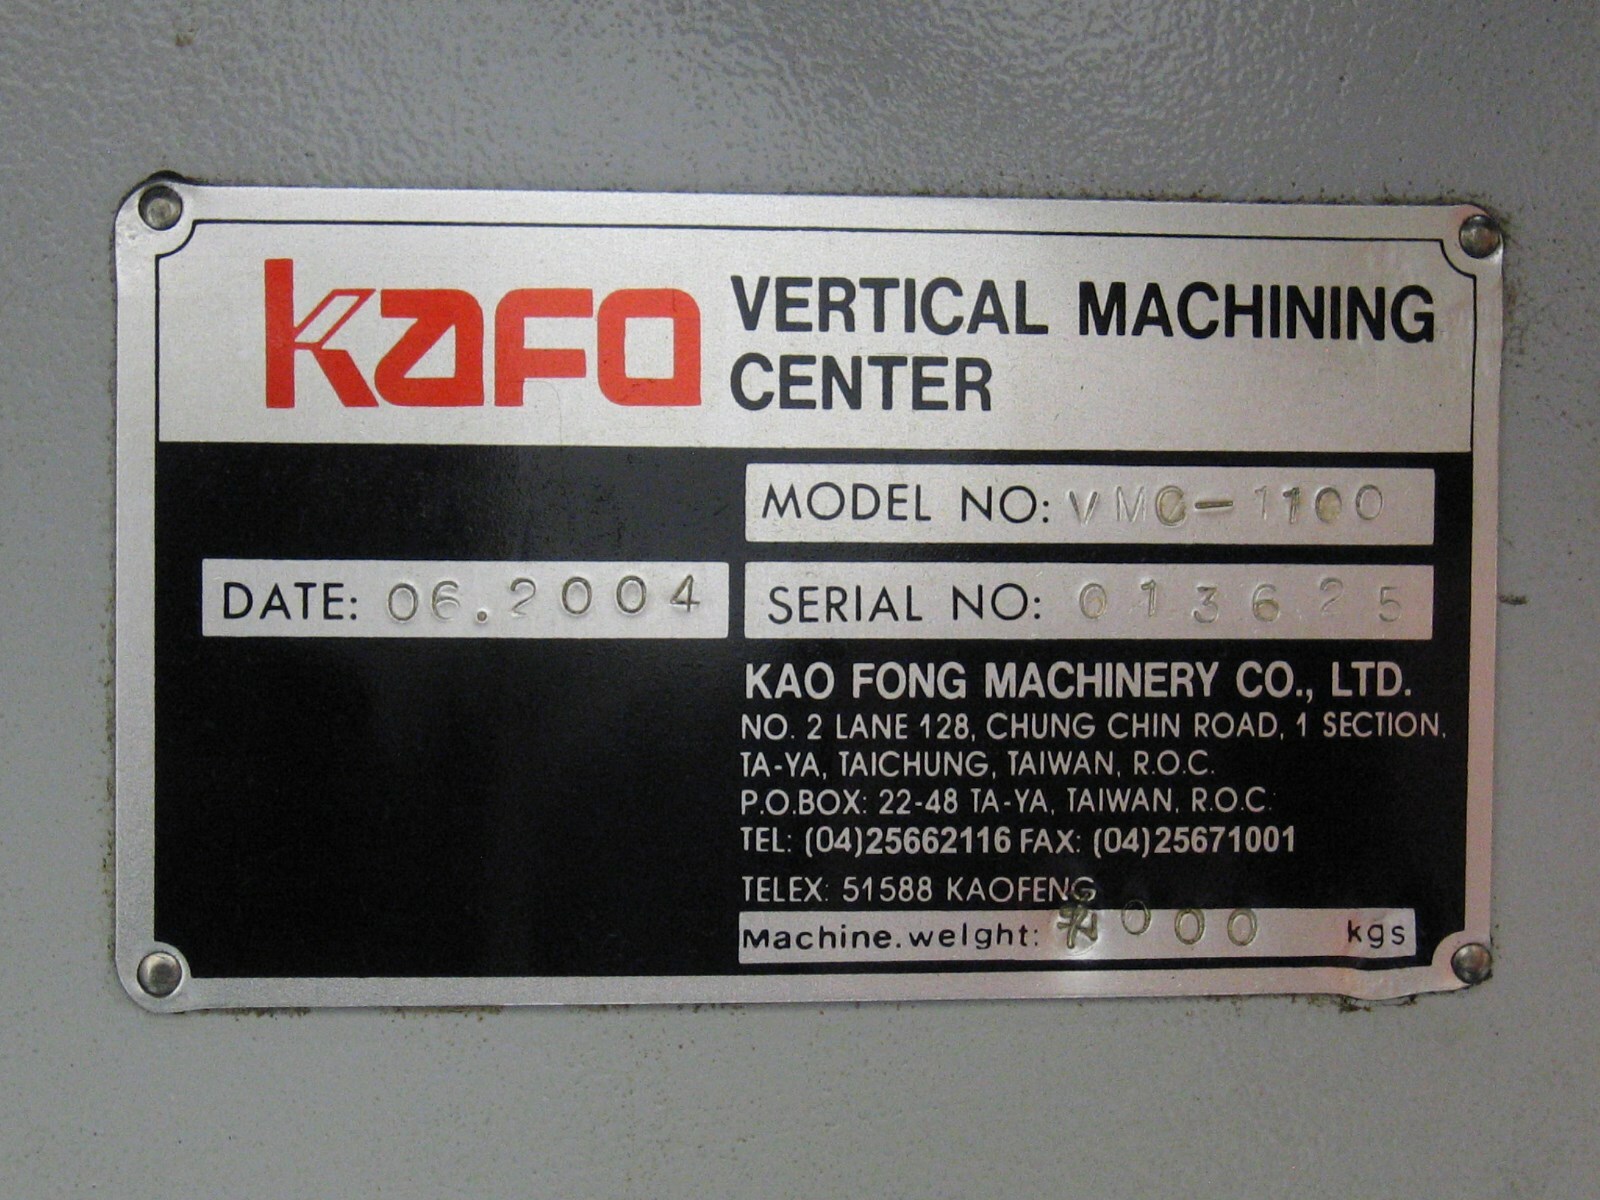 KAFO VERTICAL MACHINING
CENTER
MODEL NO: VMC-1100
DATE: 06.2004
SERIAL NO: 013625
KAO FONG MACHINERY CO., LTD.
NO. 2 LANE 128, CHUNG CHIN ROAD, 1 SECTION,
TA-YA, TAICHUNG, TAIWAN, R.O.C.
P.O.BOX: 22-48 TA-YA, TAIWAN, R.O.C.
TEL: (04)25662116 FAX: (04)25671001
TELEX: 51588 KAOFENG
Machine.weight: kgs